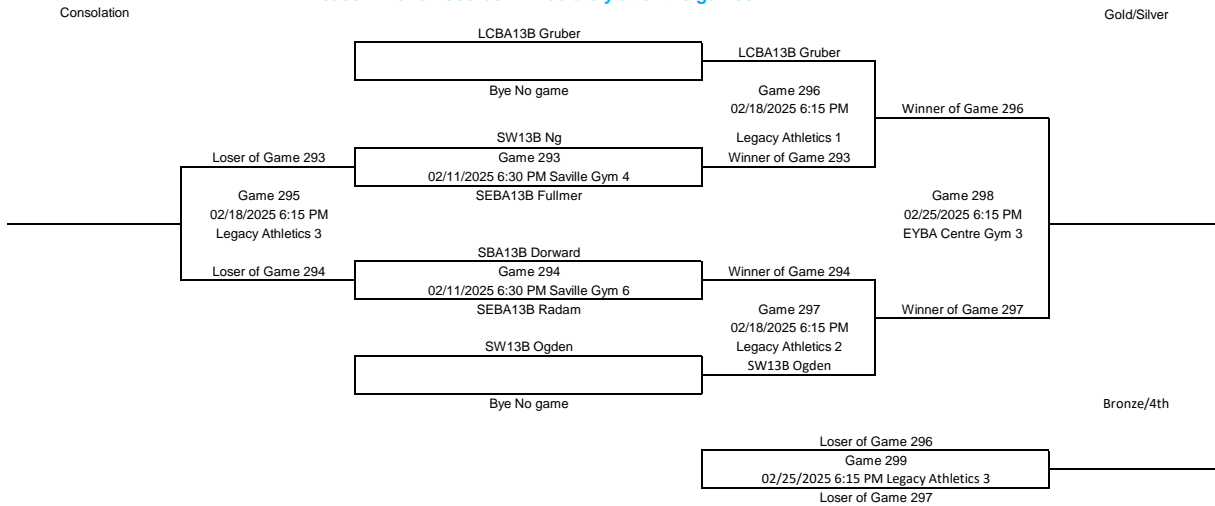 Consolation
Gold/Silver
LCBA13B Gruber
LCBA13B Gruber
Bye No game
Game 296
02/18/2025 6:15 PM
Winner of Game 296
SW13B Ng
Legacy Athletics 1
Loser of Game 293
Game 293
Winner of Game 293
02/11/2025 6:30 PM Saville Gym 4
Game 295
SEBA13B Fullmer
Game 298
02/18/2025 6:15 PM
02/25/2025 6:15 PM
Legacy Athletics 3
EYBA Centre Gym 3
SBA13B Dorward
Loser of Game 294
Game 294
Winner of Game 294
02/11/2025 6:30 PM Saville Gym 6
SEBA13B Radam
Game 297
Winner of Game 297
02/18/2025 6:15 PM
SW13B Ogden
Legacy Athletics 2
SW13B Ogden
Bye No game
Bronze/4th
Loser of Game 296
Game 299
02/25/2025 6:15 PM Legacy Athletics 3
Loser of Game 297